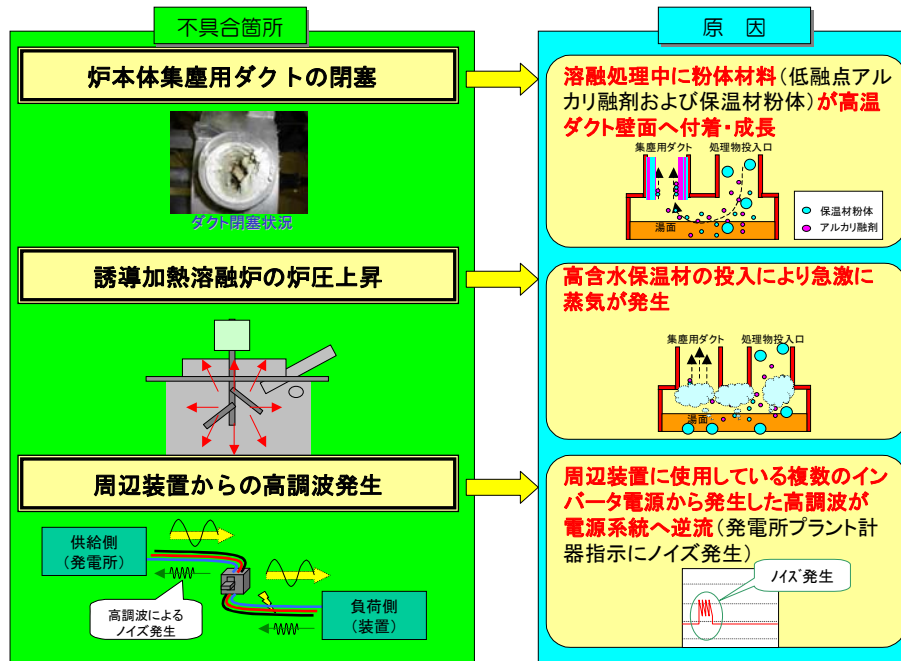 不具合箇所
原　因
炉本体集塵用ダクトの閉塞
ダクト閉塞状況
溶融処理中に粉体材料(低融点アル
カリ融剤および保温材粉体)が高温
ダクト壁面へ付着・成長
集塵用ダクト
処理物投入口
湯面
保温材粉体
アルカリ融剤
誘導加熱溶融炉の炉圧上昇
高含水保温材の投入により急激に
蒸気が発生
集塵用ダクト
処理物投入口
湯面
周辺装置からの高調波発生
供給側
(発電所)
高調波による
ノイズ発生
負荷側
(装置)
周辺装置に使用している複数のイン
バータ電源から発生した高調波が
電源系統へ逆流(発電所プラント計
器指示にノイズ発生)
ノイズ発生